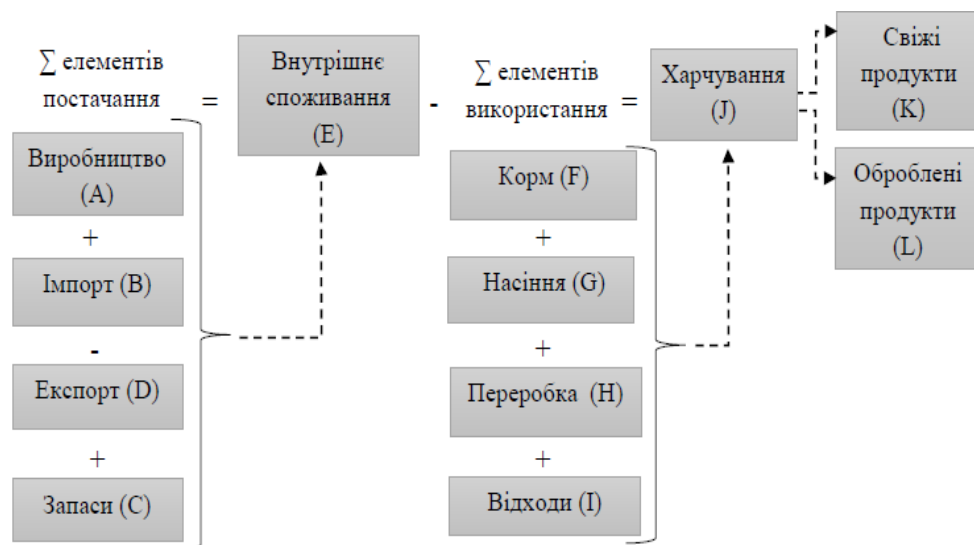 ∑ елементів
постачання
=
Внутрішнє
споживання
(E)
-
∑ елементів
використання
=
Харчування
(J)
Свіжі
продукти
(K)
Оброблені
продукти
(L)
Виробництво
(A)
+
Імпорт (B)
-
Експорт (D)
+
Запаси (C)
Корм (F)
+
Насіння (G)
+
Переробка (H)
+
Відходи (I)